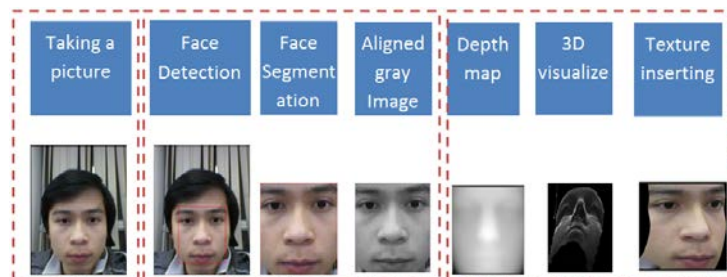 Taking a
picture
Face
Detection
Face
Segment
ation
Aligned
gray
Image
Depth
map
3D
visualize
Texture
inserting